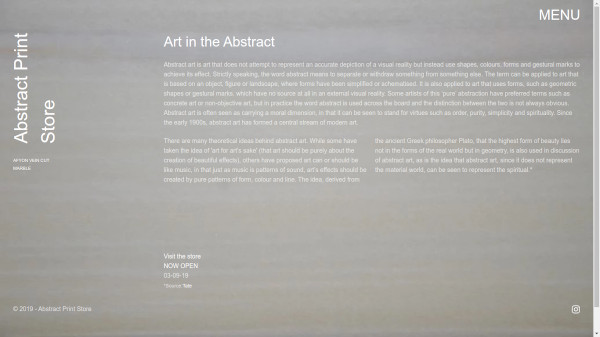 MENU
Abstract Print
Store
AFYON VEIN CUT
MARBLE
Art in the Abstract
Abstract art is art that does not attempt to represent an accurate depiction of a visual reality but instead use shapes, colours, forms and gestural marks to
achieve its effect. Strictly speaking, the word abstract means to separate or withdraw something from something else. The term can be applied to art that
is based on an object, figure or landscape, where forms have been simplified or schematised. It is also applied to art that uses forms, such as geometric
shapes or gestural marks, which have no source at all in an external visual reality. Some artists of this 'pure' abstraction have preferred terms such as
concrete art or non-objective art, but in practice the word abstract is used across the board and the distinction between the two is not always obvious.
Abstract art is often seen as carrying a moral dimension, in that it can be seen to stand for virtues such as order, purity, simplicity and spirituality. Since
the early 1900s, abstract art has formed a central stream of modern art.
There are many theoretical ideas behind abstract art. While some have
taken the idea of 'art for art's sake' (that art should be purely about the
creation of beautiful effects), others have proposed art can or should be
like music, in that just as music is patterns of sound, art's effects should be
created by pure patterns of form, colour and line. The idea, derived from
the ancient Greek philosopher Plato, that the highest form of beauty lies
not in the forms of the real world but in geometry, is also used in discussion
of abstract art, as is the idea that abstract art, since it does not represent
the material world, can be seen to represent the spiritual.*
Visit the store
NOW OPEN
03-09-19
*Source Tate
© 2019 - Abstract Print Store